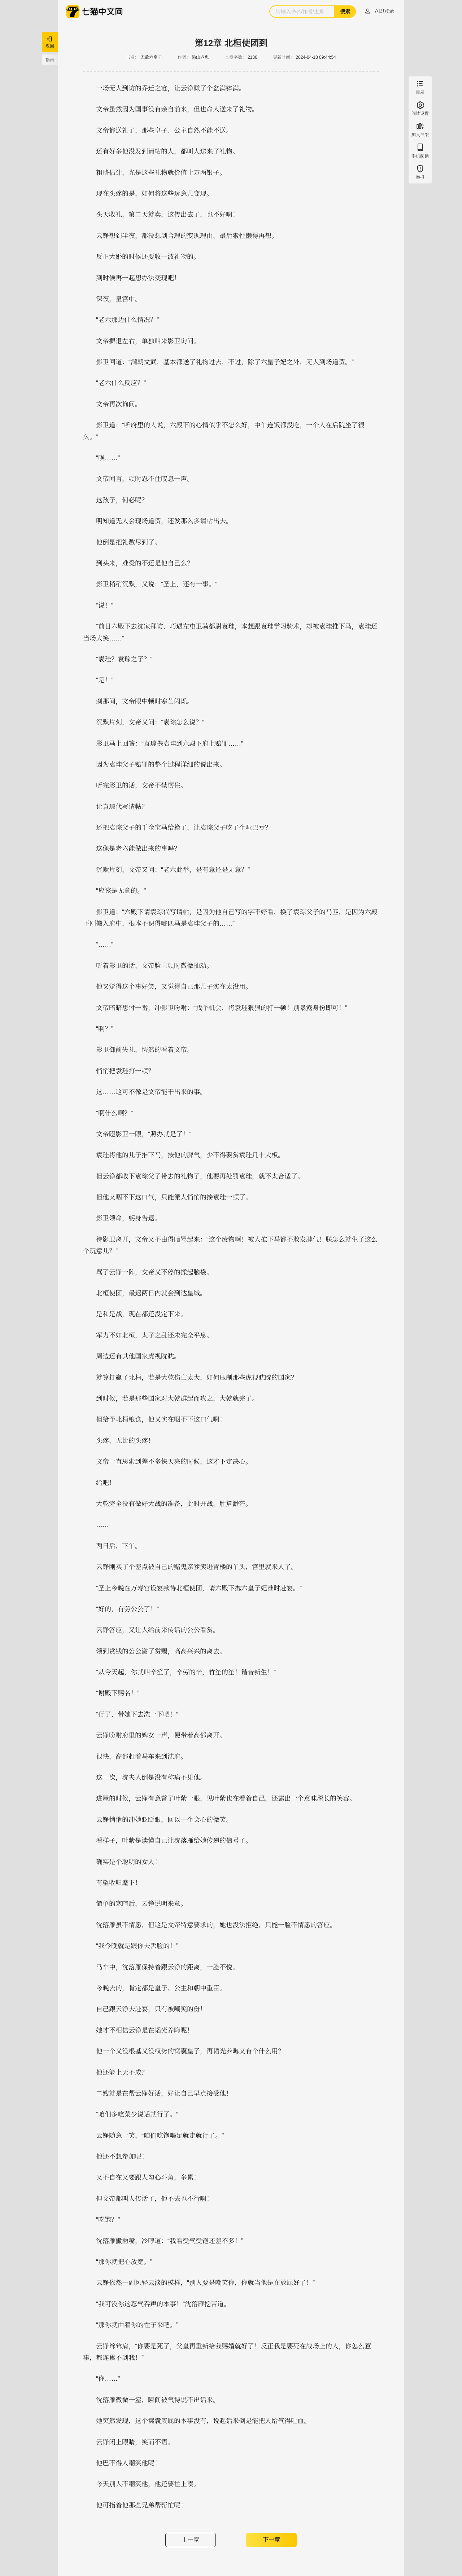 七猫中文网
请输入书名/作者/主角
搜索
立即登录
返回
书页
目录
阅读设置
加入书架
手机阅读
举报
第12章 北桓使团到
书名： 无敌六皇子 作者： 梁山老鬼 本章字数： 2136 更新时间： 2024-04-18 09:44:54
一场无人到访的乔迁之宴，让云铮赚了个盆满钵满。
文帝虽然因为国事没有亲自前来，但也命人送来了礼物。
文帝都送礼了，那些皇子、公主自然不能不送。
还有好多他没发到请帖的人，都叫人送来了礼物。
粗略估计，光是这些礼物就价值十万两银子。
现在头疼的是，如何将这些玩意儿变现。
头天收礼，第二天就卖，这传出去了，也不好啊！
云铮想到半夜，都没想到合理的变现理由，最后索性懒得再想。
反正大婚的时候还要收一波礼物的。
到时候再一起想办法变现吧！
深夜，皇宫中。
“老六那边什么情况？”
文帝摒退左右，单独叫来影卫询问。
影卫回道：“满朝文武，基本都送了礼物过去，不过，除了六皇子妃之外，无人到场道贺。”
“老六什么反应？”
文帝再次询问。
影卫道：“听府里的人说，六殿下的心情似乎不怎么好，中午连饭都没吃，一个人在后院坐了很
久。”
“唉……”
文帝闻言，顿时忍不住叹息一声。
这孩子，何必呢？
明知道无人会现场道贺，还发那么多请帖出去。
他倒是把礼数尽到了。
到头来，难受的不还是他自己么？
影卫稍稍沉默，又说：“圣上，还有一事。”
“说！”
“前日六殿下去沈家拜访，巧遇左屯卫骑都尉袁珪，本想跟袁珪学习骑术，却被袁珪推下马，袁珪还
当场大笑……”
“袁珪？袁琮之子？”
“是！”
刹那间，文帝眼中顿时寒芒闪烁。
沉默片刻，文帝又问：“袁琮怎么说？”
影卫马上回答：“袁琮携袁珪到六殿下府上赔罪……”
因为袁珪父子赔罪的整个过程详细的说出来。
听完影卫的话，文帝不禁愣住。
让袁琮代写请帖？
还把袁琮父子的千金宝马给换了，让袁琮父子吃了个哑巴亏？
这像是老六能做出来的事吗？
沉默片刻，文帝又问：“老六此举，是有意还是无意？”
“应该是无意的。”
影卫道：“六殿下请袁琮代写请帖，是因为他自己写的字不好看，换了袁琮父子的马匹，是因为六殿
下刚搬入府中，根本不识得哪匹马是袁珪父子的……”
“……”
听着影卫的话，文帝脸上顿时微微抽动。
他又觉得这个事好笑，又觉得自己那儿子实在太没用。
文帝暗暗思忖一番，冲影卫吩咐：“找个机会，将袁珪狠狠的打一顿！别暴露身份即可！”
“啊？”
影卫御前失礼，愕然的看着文帝。
悄悄把袁珪打一顿？
这……这可不像是文帝能干出来的事。
“啊什么啊？”
文帝瞪影卫一眼，“照办就是了！”
袁珪将他的儿子推下马，按他的脾气，少不得要赏袁珪几十大板。
但云铮都收下袁琮父子带去的礼物了，他要再处罚袁珪，就不太合适了。
但他又咽不下这口气，只能派人悄悄的揍袁珪一顿了。
影卫领命，躬身告退。
待影卫离开，文帝又不由得暗骂起来：“这个废物啊！被人推下马都不敢发脾气！朕怎么就生了这么
个玩意儿？”
骂了云铮一阵，文帝又不停的揉起脑袋。
北桓使团，最迟两日内就会到达皇城。
是和是战，现在都还没定下来。
军力不如北桓，太子之乱还未完全平息。
周边还有其他国家虎视眈眈。
就算打赢了北桓，若是大乾伤亡太大，如何压制那些虎视眈眈的国家？
到时候，若是那些国家对大乾群起而攻之，大乾就完了。
但给予北桓粮食，他又实在咽不下这口气啊！
头疼，无比的头疼！
文帝一直思索到差不多快天亮的时候，这才下定决心。
给吧！
大乾完全没有做好大战的准备，此时开战，胜算渺茫。
……
两日后，下午。
云铮刚买了个差点被自己的赌鬼亲爹卖进青楼的丫头，宫里就来人了。
“圣上今晚在万寿宫设宴款待北桓使团，请六殿下携六皇子妃准时赴宴。”
“好的，有劳公公了！”
云铮答应，又让人给前来传话的公公看赏。
领到赏钱的公公谢了赏赐，高高兴兴的离去。
“从今天起，你就叫辛笙了，辛劳的辛，竹笙的笙！谐音新生！”
“谢殿下赐名！”
“行了，带她下去洗一下吧！”
云铮吩咐府里的婢女一声，便带着高郃离开。
很快，高郃赶着马车来到沈府。
这一次，沈夫人倒是没有称病不见他。
进屋的时候，云铮有意瞥了叶紫一眼，见叶紫也在看着自己，还露出一个意味深长的笑容。
云铮悄悄的冲她眨眨眼，回以一个会心的微笑。
看样子，叶紫是读懂自己让沈落雁给她传递的信号了。
确实是个聪明的女人！
有望收归麾下！
简单的寒暄后，云铮说明来意。
沈落雁虽不情愿，但这是文帝特意要求的，她也没法拒绝，只能一脸不情愿的答应。
“我今晚就是跟你去丢脸的！”
马车中，沈落雁保持着跟云铮的距离，一脸不悦。
今晚去的，肯定都是皇子、公主和朝中重臣。
自己跟云铮去赴宴，只有被嘲笑的份！
她才不相信云铮是在韬光养晦呢！
他一个又没根基又没权势的窝囊皇子，再韬光养晦又有个什么用？
他还能上天不成？
二嫂就是在帮云铮好话，好让自己早点接受他！
“咱们多吃菜少说话就行了。”
云铮随意一笑，“咱们吃饱喝足就走就行了。”
他还不想参加呢！
又不自在又要跟人勾心斗角，多累！
但文帝都叫人传话了，他不去也不行啊！
“吃饱？”
沈落雁撇撇嘴，冷哼道：“我看受气受饱还差不多！”
“那你就把心放宽。”
云铮依然一副风轻云淡的模样，“别人要是嘲笑你，你就当他是在放屁好了！”
“我可没你这忍气吞声的本事！”沈落雁挖苦道。
“那你就由着你的性子来吧。”
云铮耸耸肩，“你要是死了，父皇再重新给我赐婚就好了！反正我是要死在战场上的人，你怎么惹
事，都连累不到我！”
“你……”
沈落雁微微一窒，瞬间被气得说不出话来。
她突然发现，这个窝囊废屁的本事没有，说起话来倒是能把人给气得吐血。
云铮闭上眼睛，笑而不语。
他巴不得人嘲笑他呢！
今天别人不嘲笑他，他还要往上凑。
他可指着他那些兄弟帮帮忙呢！
上一章
下一章